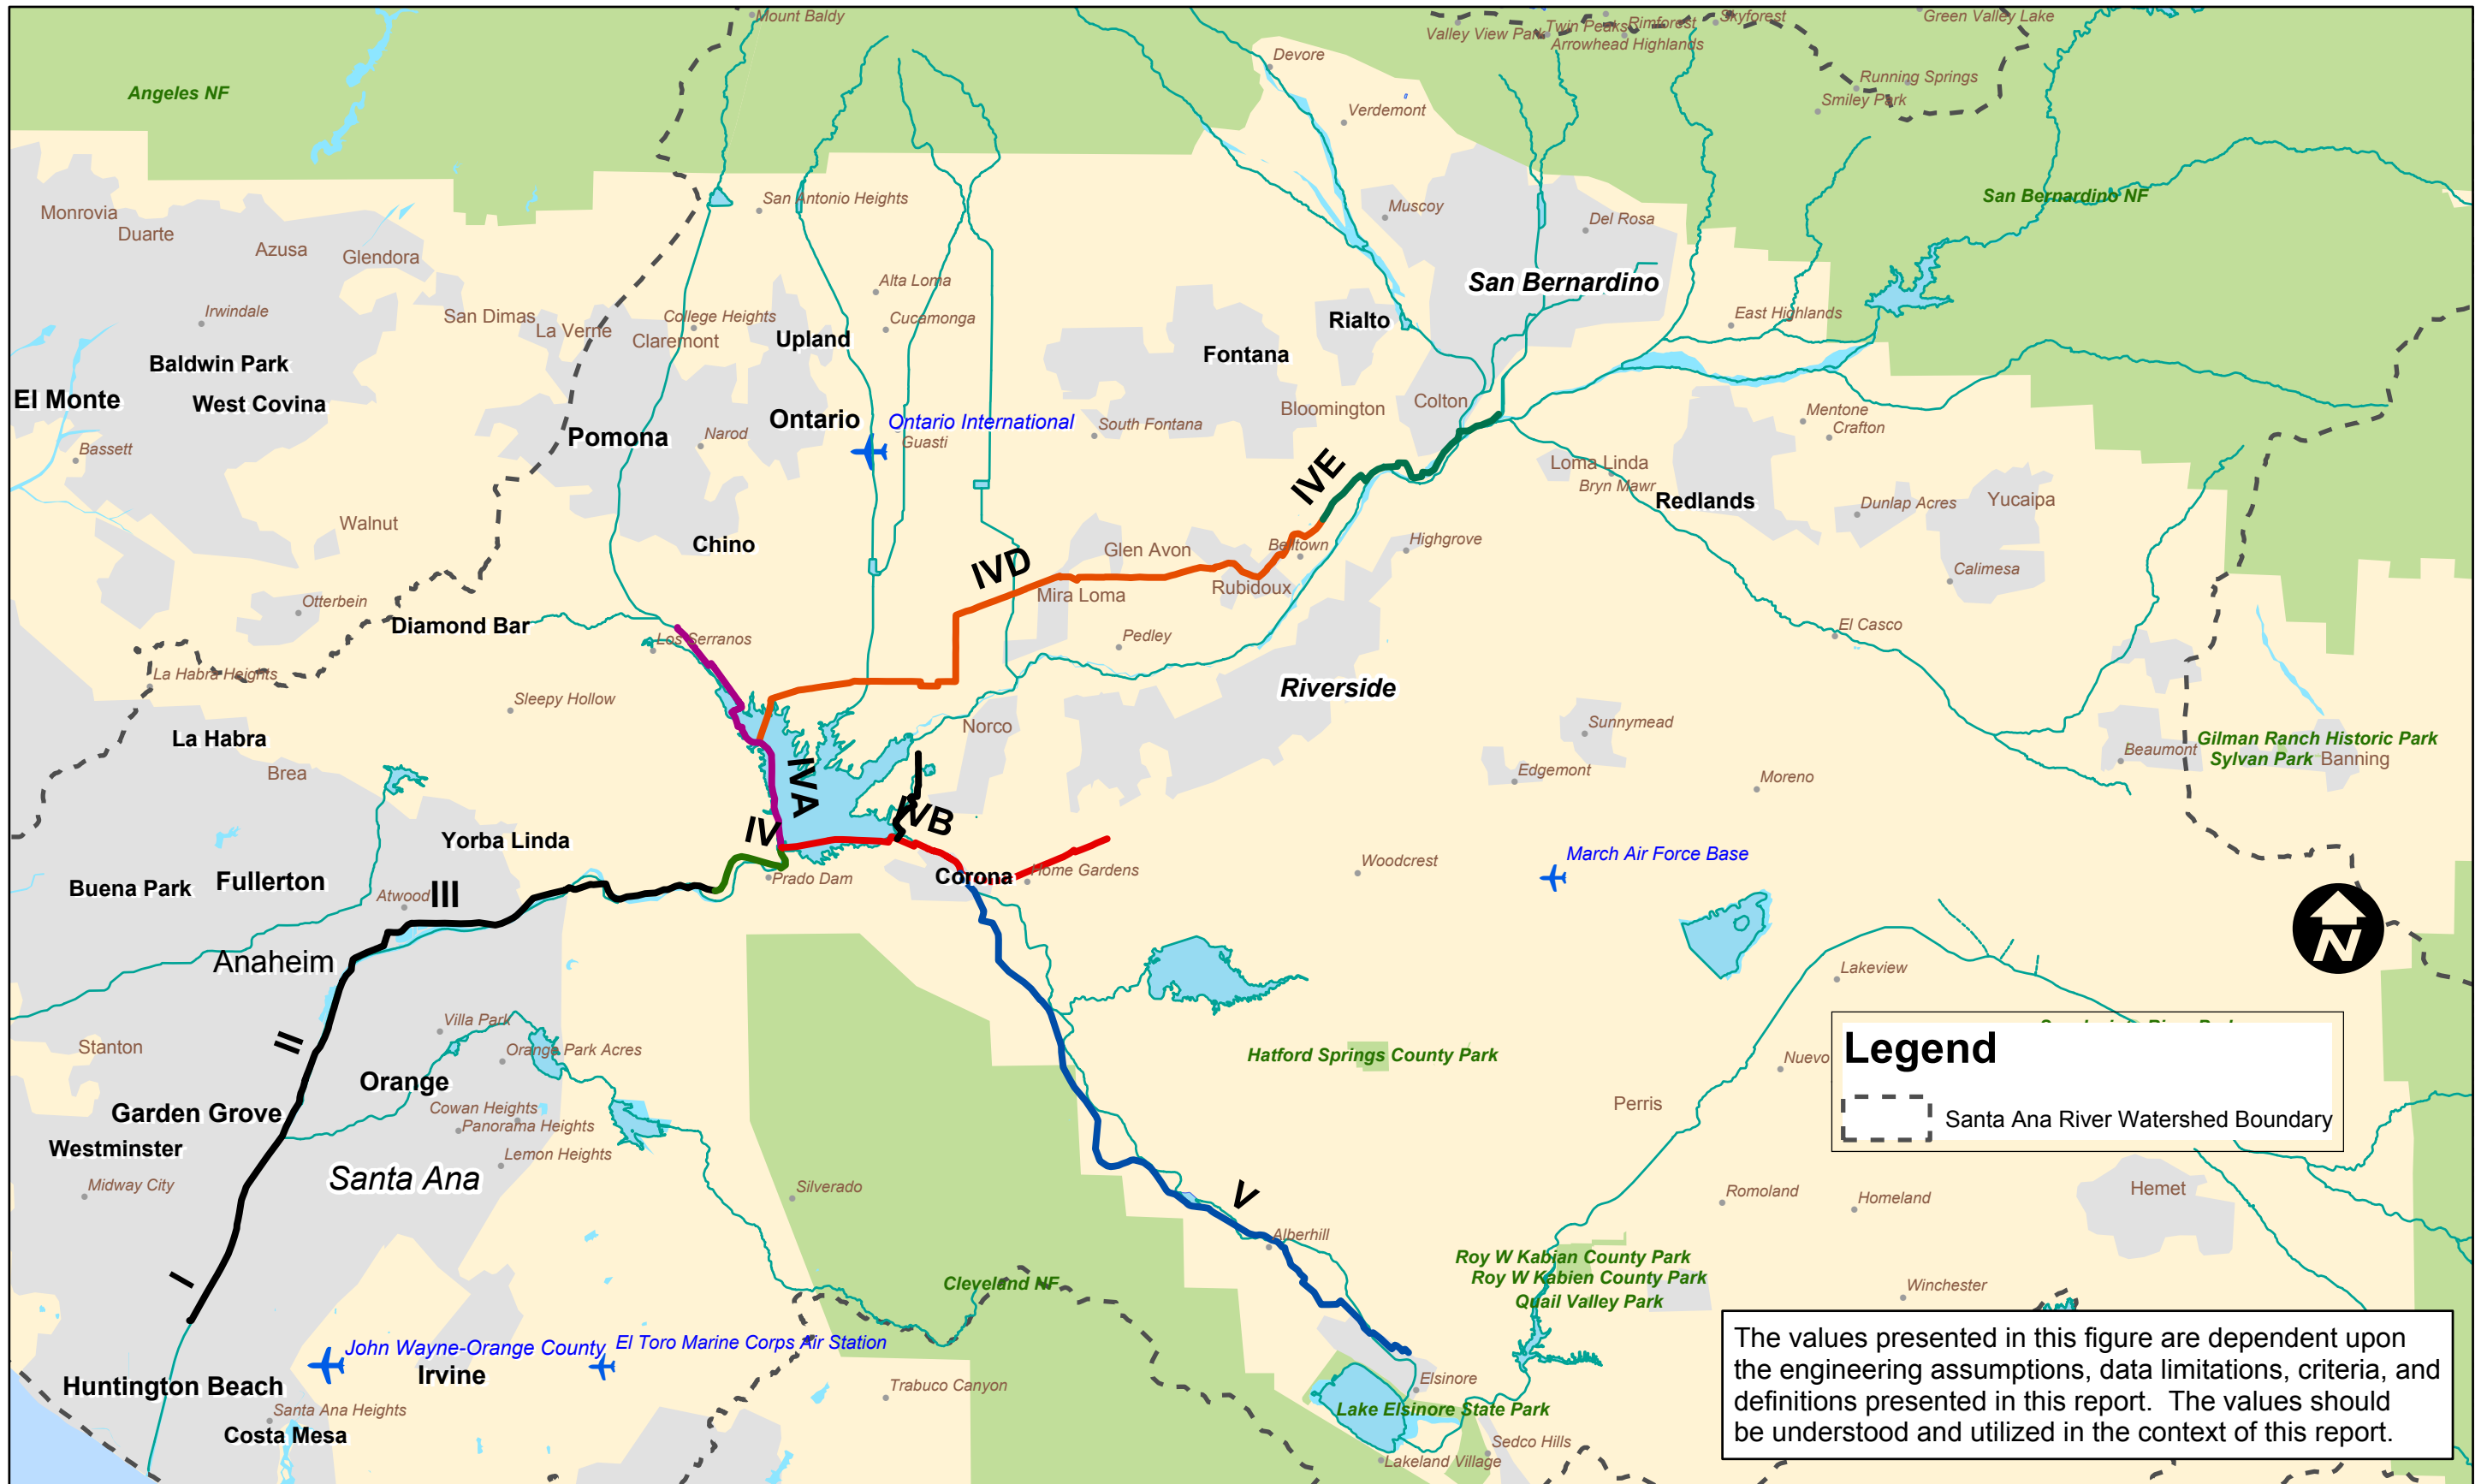 Mount Baldy
Valley View Park
Twin Peaks
Rimforest
Skyforest
Green Valley Lake
Arrowhead Highlands
Devore
Running Springs
Smiley Park
Angeles NF
Verdemont
San Bernardino NF
Monrovia
Duarte
San Antonio Heights
Muscoy
Del Rosa
Azusa
Glendora
Alta Loma
San Bernardino
Irwindale
San Dimas
La Verne
College Heights
Claremont
Upland
Cucamonga
Rialto
East Highlands
Fontana
Baldwin Park
El Monte
West Covina
Bloomington
Colton
Mentone
Crafton
Pomona
Narod
Ontario
Ontario International
Guasti
South Fontana
Bassett
Loma Linda
Bryn Mawr
Redlands
Dunlap Acres
Yucaipa
IVE
Walnut
Chino
Glen Avon
Belltown
Highgrove
IVD
Calimesa
Otterbein
Mira Loma
Rubidoux
Diamond Bar
Los Serranos
Pedley
El Casco
La Habra Heights
Sleepy Hollow
Riverside
Norco
Sunnymead
La Habra
Brea
Gilman Ranch Historic Park
Beaumont
Sylvan Park
Banning
Edgemont
Moreno
IVA
IVB
IV
Yorba Linda
March Air Force Base
Woodcrest
Buena Park
Fullerton
Atwood
III
Prado Dam
Corona
Home Gardens
N
Anaheim
Lakeview
Villa Park
II
Stanton
Orange Park Acres
Hatford Springs County Park
Nuevo
Legend
Santa Ana River Watershed Boundary
Orange
Garden Grove
Cowan Heights
Panorama Heights
Perris
Westminster
Lemon Heights
Santa Ana
Midway City
Silverado
V
Romoland
Homeland
Hemet
Alberhill
I
Cleveland NF
Roy W Kabian County Park
Roy W Kabien County Park
Quail Valley Park
Winchester
John Wayne-Orange County
El Toro Marine Corps Air Station
Irvine
Huntington Beach
Santa Ana Heights
Costa Mesa
Trabuco Canyon
Elsinore
Lake Elsinore State Park
Sedco Hills
Lakeland Village
The values presented in this figure are dependent upon
the engineering assumptions, data limitations, criteria, and
definitions presented in this report.  The values should
be understood and utilized in the context of this report.